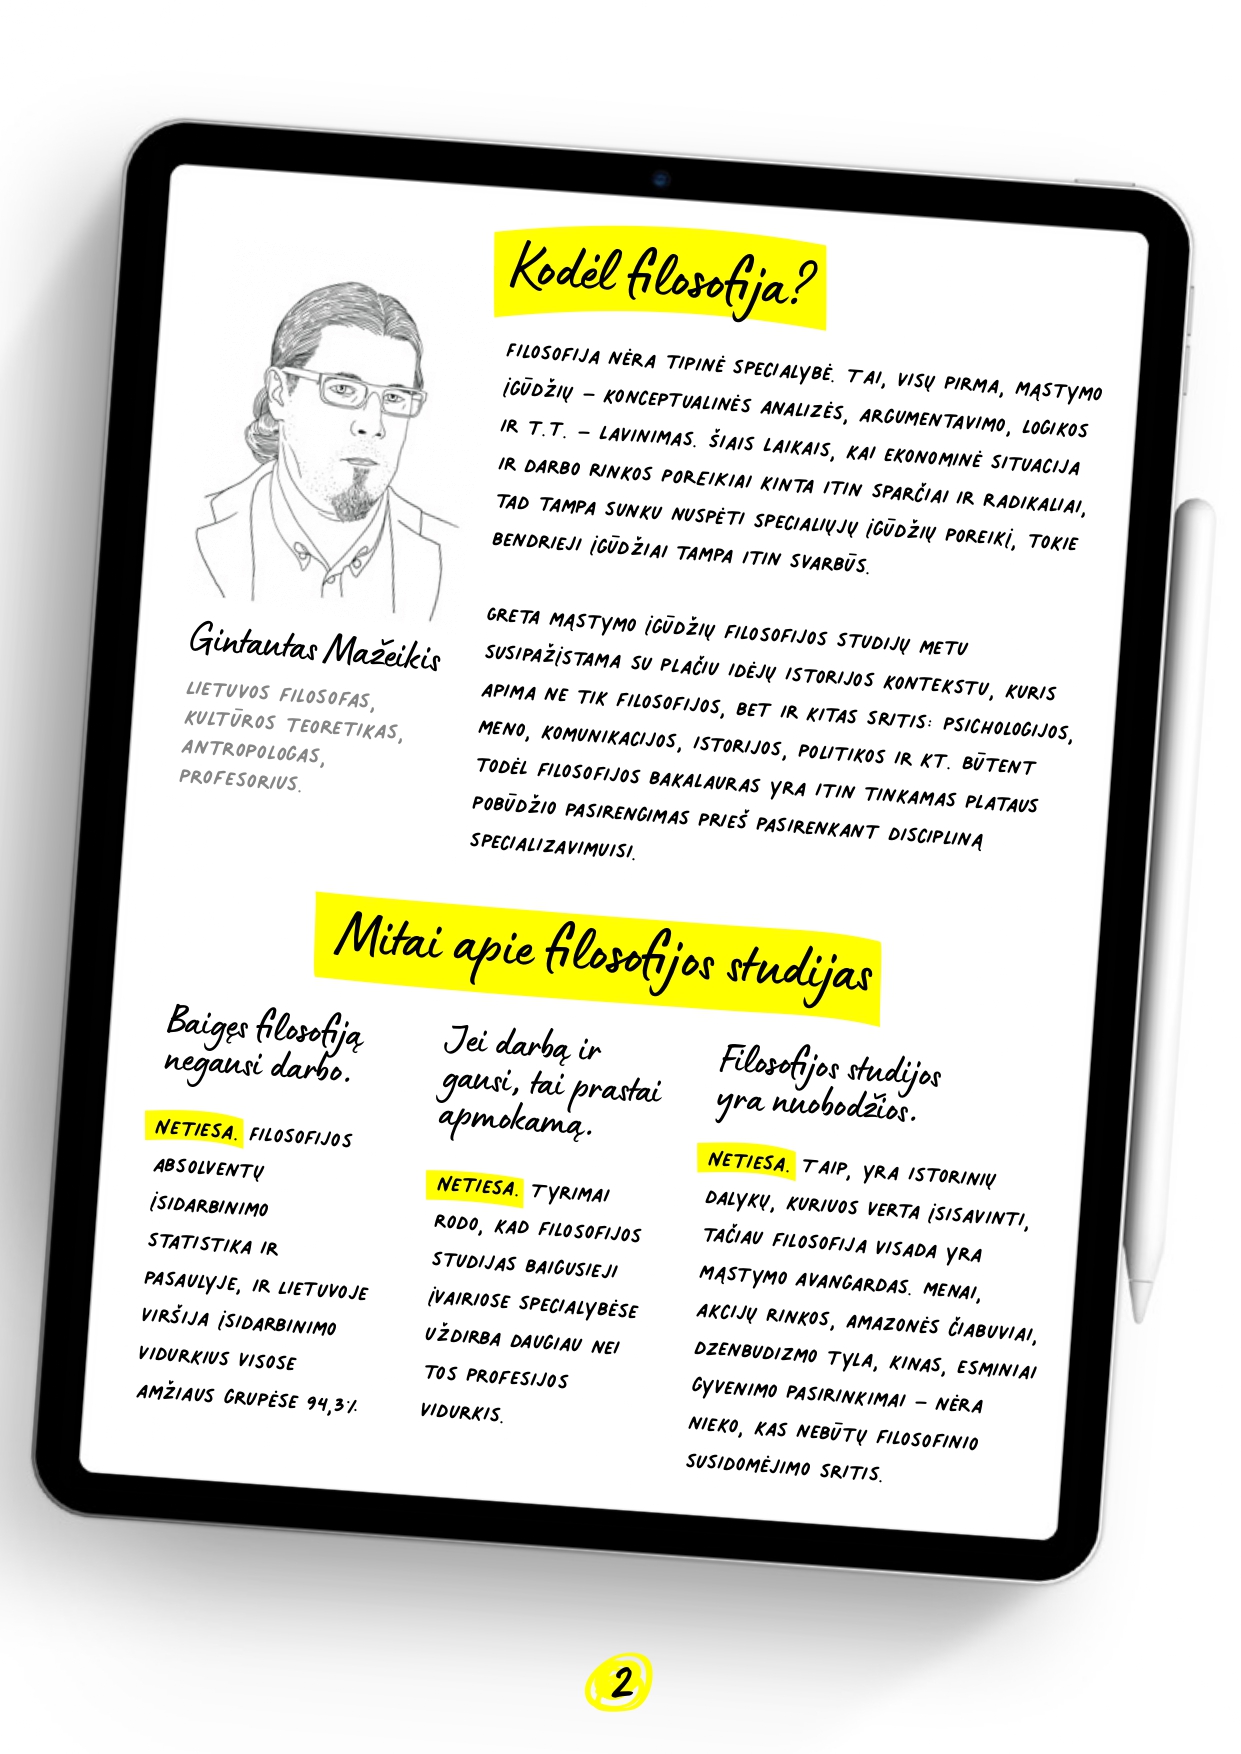 Kodėl filosofija?
FILOSOFIJA NĖRA TIPINĖ SPECIALYBĖ. TAI, VISŲ PIRMA, MĄSTYMO
ĮGŪDŽIŲ – KONCEPTUALINĖS ANALIZĖS, ARGUMENTAVIMO, LOGIKOS
IR T.T. – LAVINIMAS. ŠIAIS LAIKAIS, KAI EKONOMINĖ SITUACIJA
IR DARBO RINKOS POREIKIAI KINTA ITIN SPARČIAI IR RADIKALIAI,
TAD TAMPA SUNKU NUSPĖTI SPECIALIŲJŲ ĮGŪDŽIŲ POREIKĮ, TOKIE
BENDRIEJI ĮGŪDŽIAI TAMPA ITIN SVARBŪS.
GRETA MĄSTYMO ĮGŪDŽIŲ FILOSOFIJOS STUDIJŲ METU
SUSIPAŽĮSTAMA SU PLAČIU IDĖJŲ ISTORIJOS KONTEKSTU, KURIS
APIMA NE TIK FILOSOFIJOS, BET IR KITAS SRITIS: PSICHOLOGIJOS,
MENO, KOMUNIKACIJOS, ISTORIJOS, POLITIKOS IR KT. BŪTENT
TODĖL FILOSOFIJOS BAKALAURAS YRA ITIN TINKAMAS PLATAUS
POBŪDŽIO PASIRENGIMAS PRIEŠ PASIRENKANT DISCIPLINĄ
SPECIALIZAVIMUISI.
Gintautas Mažeikis
LIETUVOS FILOSOFAS,
KULTŪROS TEORETIKAS,
ANTROPOLOGAS,
PROFESORIUS.
Mitai apie filosofijos studijas
Baigęs filosofiją
negausi darbo.
NETIESA. FILOSOFIJOS
ABSOLVENTŲ
ĮSIDARBINIMO
STATISTIKA IR
PASAULYJE, IR LIETUVOJE
VIRŠIJA ĮSIDARBINIMO
VIDURKIUS VISOSE
AMŽIAUS GRUPĖSE 94,3%
Jei darbą ir
gausi, tai prastai
apmokamą.
NETIESA. TYRIMAI
RODO, KAD FILOSOFIJOS
STUDIJAS BAIGUSIEJI
ĮVAIRIOSE SPECIALYBĖSE
UŽDIRBA DAUGIAU NEI
TOS PROFESIJOS
VIDURKIS.
Filosofijos studijos
yra nuobodžios.
NETIESA. TAIP, YRA ISTORINIŲ
DALYKŲ, KURIUOS VERTA ĮSISAVINTI,
TAČIAU FILOSOFIJA VISADA YRA
MĄSTYMO AVANGARDAS. MENAI,
AKCIJŲ RINKOS, AMAZONĖS ČIABUVIAI,
DZENBUDIZMO TYLA, KINAS, ESMINIAI
GYVENIMO PASIRINKIMAI – NĖRA
NIEKO, KAS NEBŪTŲ FILOSOFINIO
SUSIDOMĖJIMO SRITIS.
2